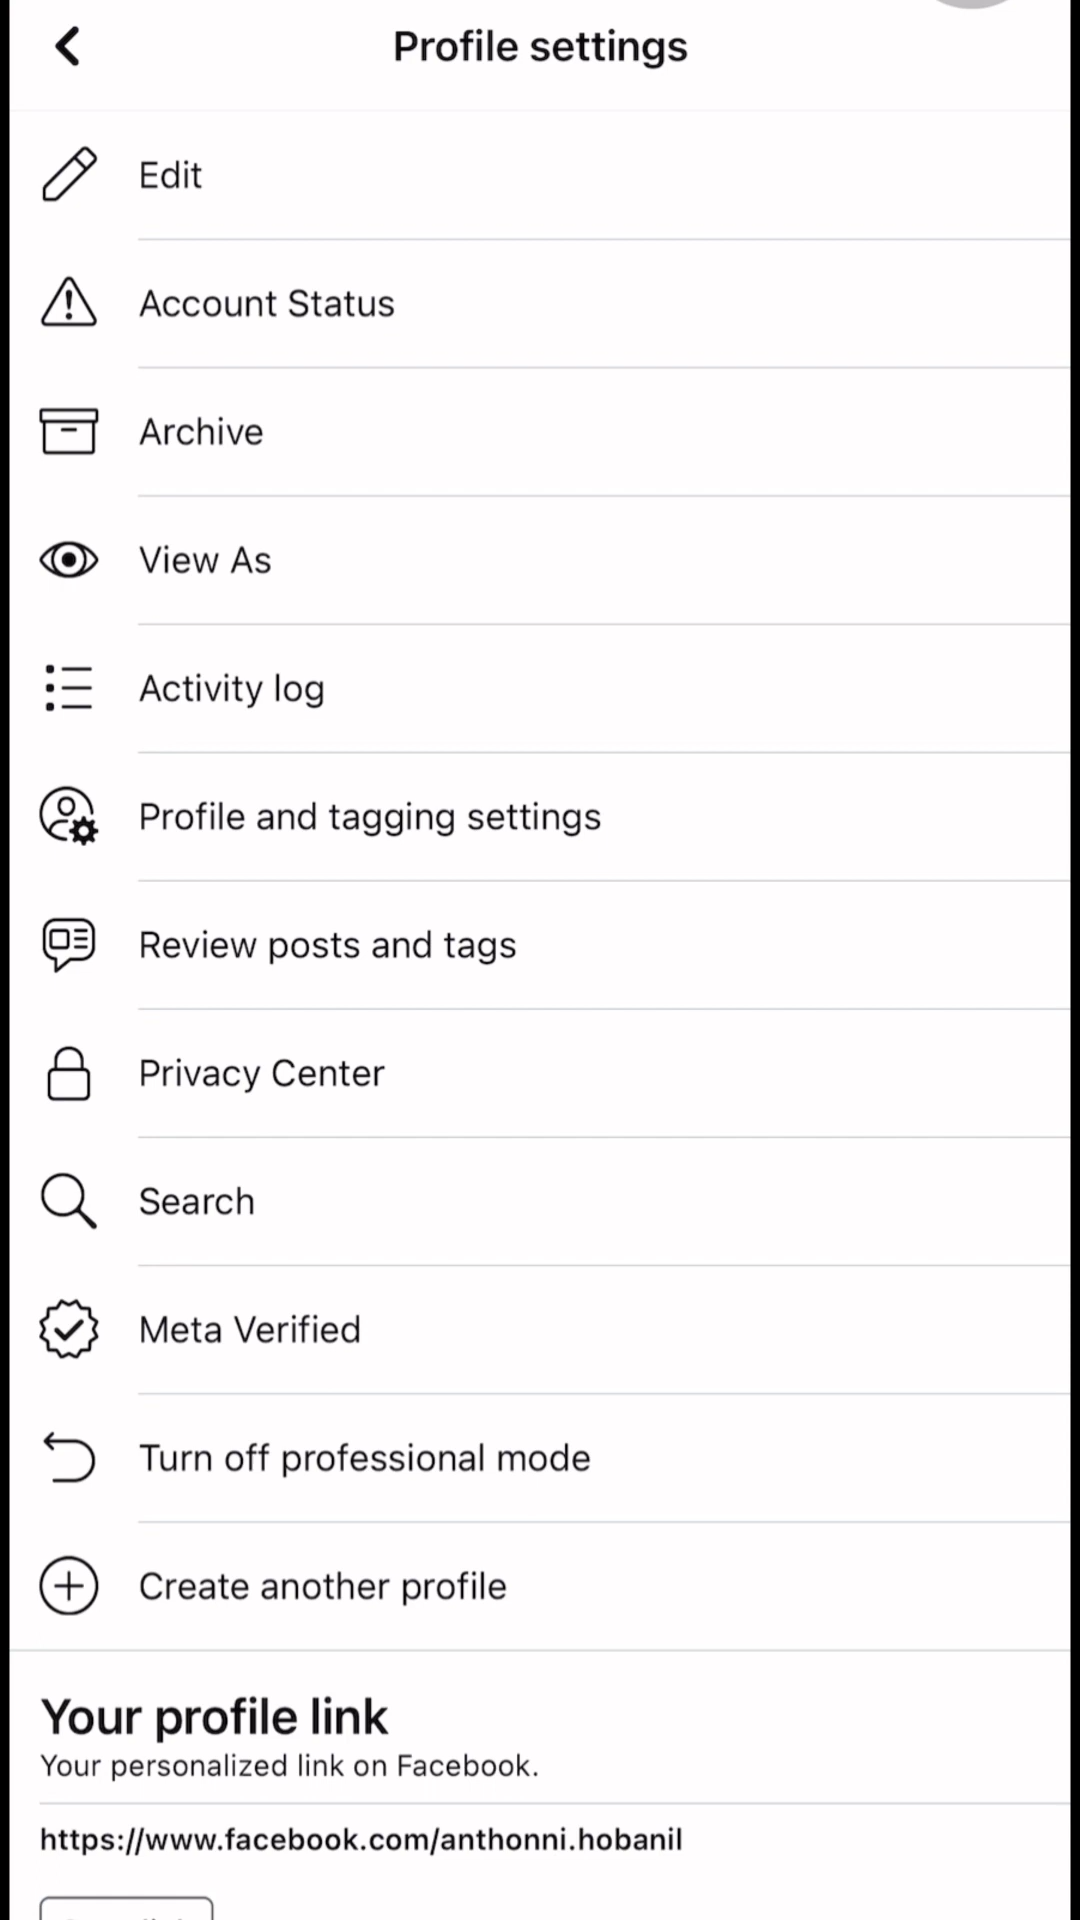 Profile settings
Edit
Account Status
Archive
View As
Activity log
Profile and tagging settings
Review posts and tags
Privacy Center
Search
Meta Verified
Turn off professional mode
Create another profile
Your profile link
Your personalized link on Facebook.
https://www.facebook.com/anthonni.hobanil